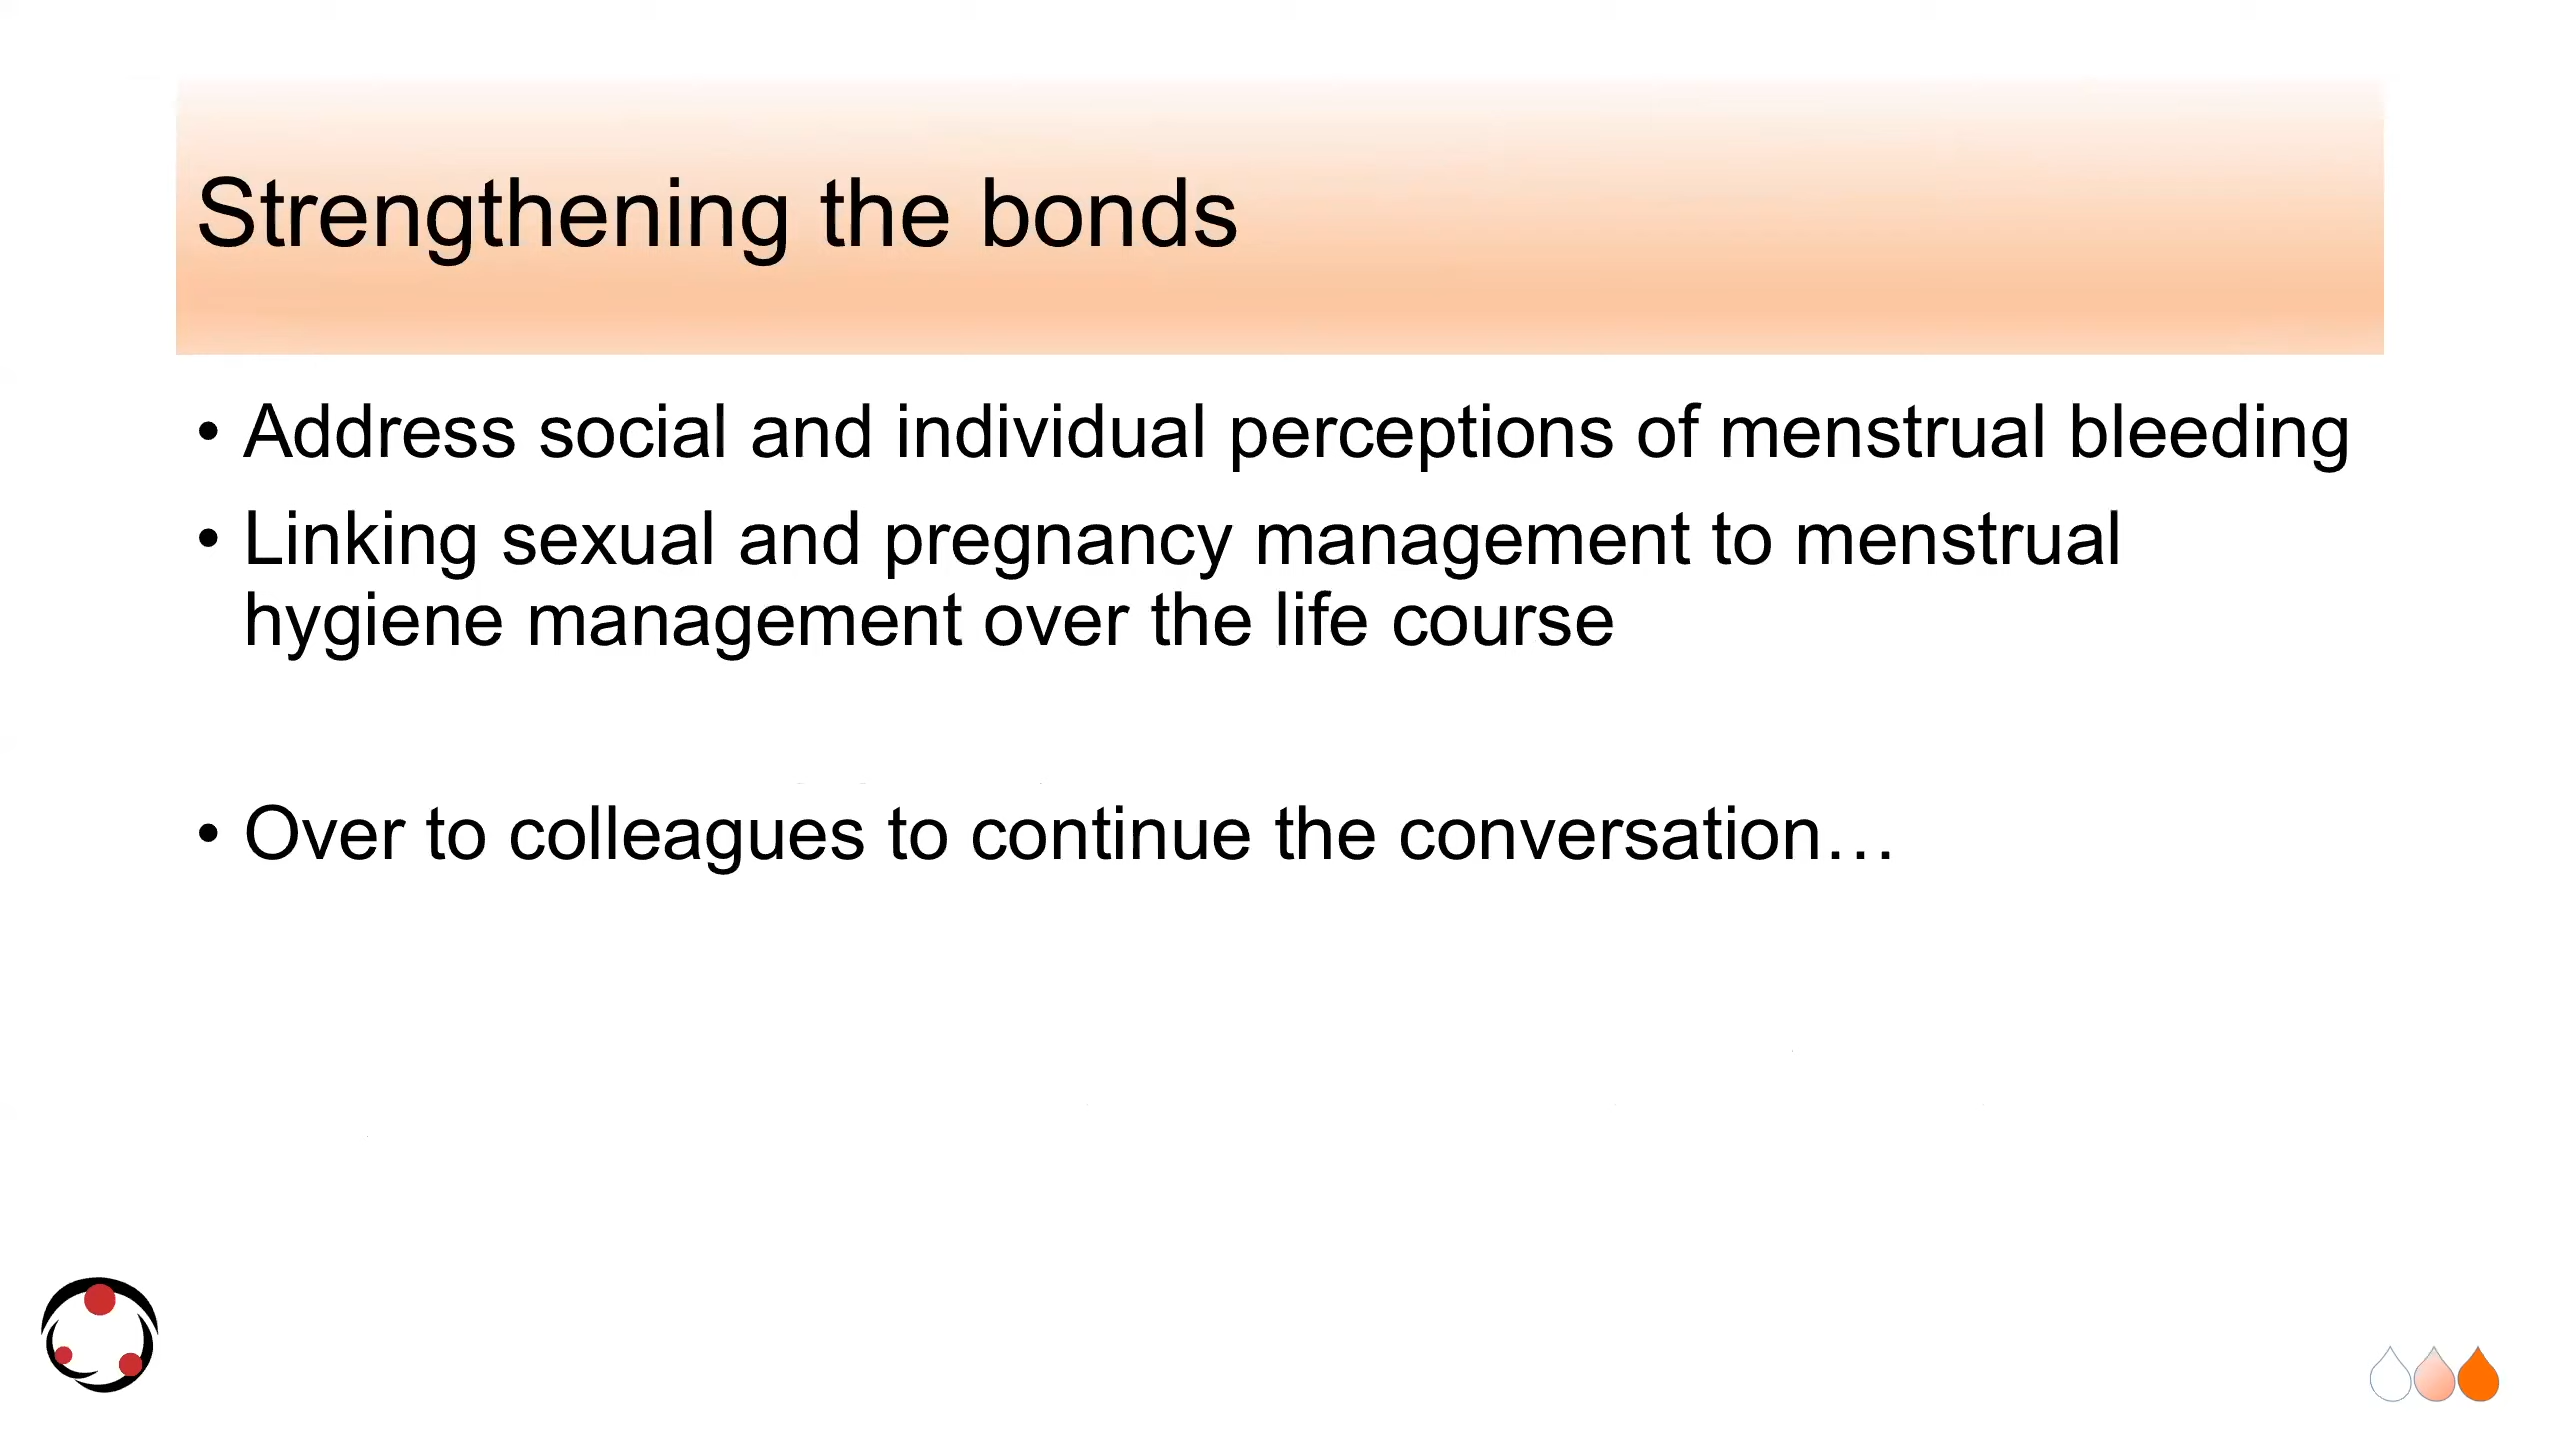 Strengthening the bonds
• Address social and individual perceptions of menstrual bleeding
• Linking sexual and pregnancy management to menstrual
hygiene management over the life course
• Over to colleagues to continue the conversation…